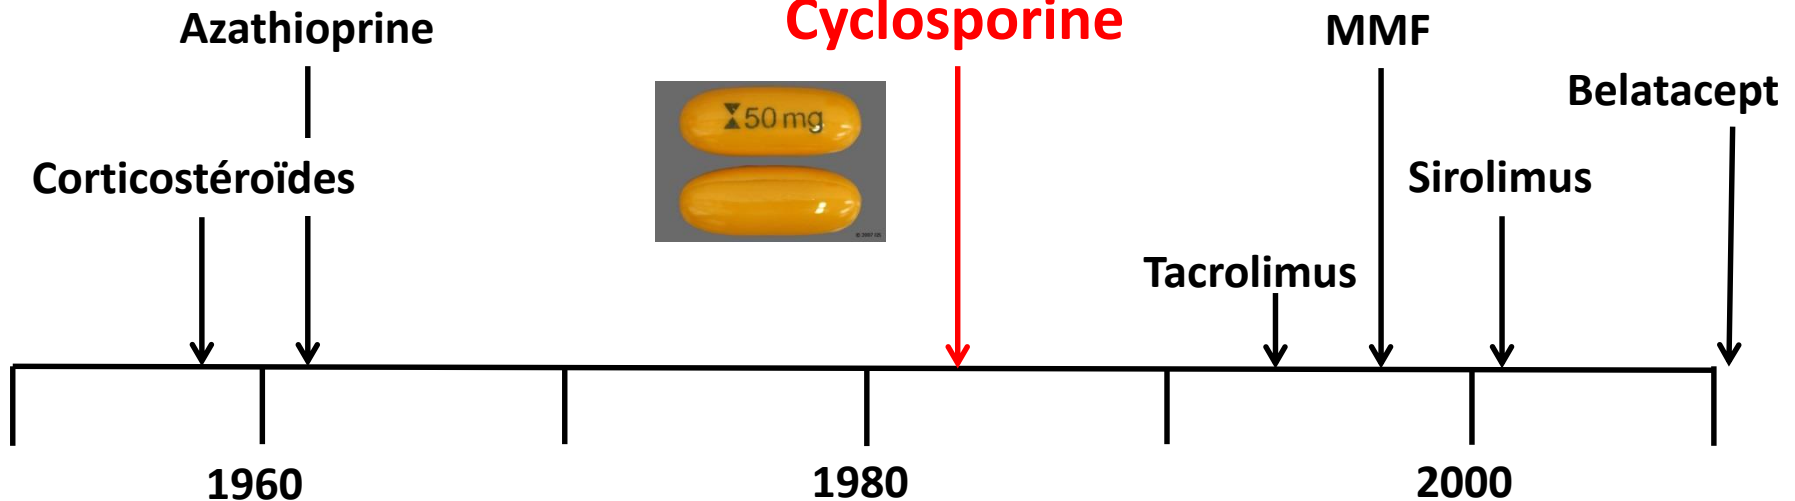 Azathioprine
Cyclosporine
MMF
Belatacept
50 mg
Corticostéroïdes
Sirolimus
Tacrolimus
1960
1980
2000